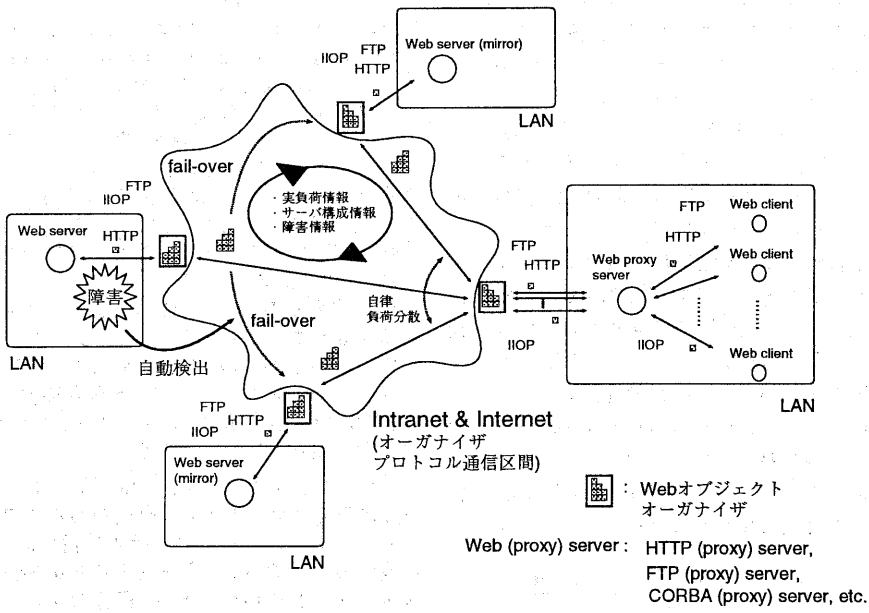 Web server (mirror)
FTP
IIOP
HTTP
LAN
fail-over
・実負荷情報
・サーバ構成情報
・障害情報
FTP
IIOP
HTTP
Web server
障害
LAN
自動検出
fail-over
自律
負荷分散
FTP
HTTP
IIOP
Web proxy
server
FTP
HTTP
IIOP
Web client
Web client
Web client
LAN
FTP
HTTP
IIOP
Web server
(mirror)
LAN
Intranet & Internet
(オーガナイザ
プロトコル通信区間)
: Webオブジェクト
オーガナイザ
Web (proxy) server : HTTP (proxy) server,
FTP (proxy) server,
CORBA (proxy) server, etc.